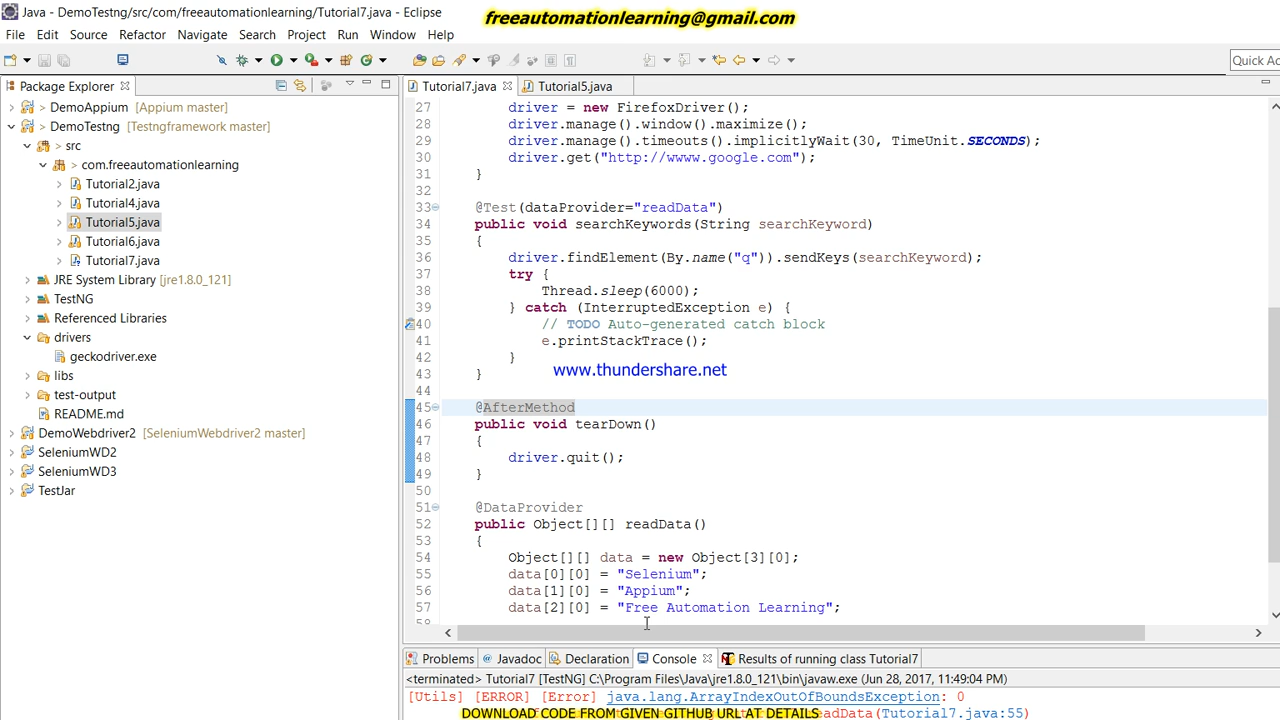 Java - DemoTestng/src/com/freeautomationlearning/Tutorial7.java - Eclipse
freeautomationlearning@gmail.com
File Edit Source Refactor Navigate Search Project Run Window Help
Quick Ac
Package Explorer
Tutorial7.java Tutorial5.java
> DemoAppium [Appium master]
> DemoTestng [Testngframework master]
> src
> com.freeautomationlearning
Tutorial2.java
Tutorial4.java
Tutorial5.java
Tutorial6.java
Tutorial7.java
JRE System Library [jre1.8.0_121]
TestNG
Referenced Libraries
drivers
geckodriver.exe
libs
test-output
README.md
DemoWebdriver2 [SeleniumWebdriver2 master]
SeleniumWD2
SeleniumWD3
TestJar
27 driver = new FirefoxDriver();
28 driver.manage().window().maximize();
29 driver.manage().timeouts().implicitlyWait(30, TimeUnit.SECONDS);
30 driver.get("http://wwww.google.com");
31 }
32
33 @Test(dataProvider="readData")
34 public void searchKeywords(String searchKeyword)
35 {
36 driver.findElement(By.name("q")).sendKeys(searchKeyword);
37 try {
38 Thread.sleep(6000);
39 } catch (InterruptedException e) {
40 // TODO Auto-generated catch block
41 e.printStackTrace();
42 }
www.thundershare.net
43 }
44
45 @AfterMethod
46 public void tearDown()
47 {
48 driver.quit();
49 }
50
51 @DataProvider
52 public Object[][] readData()
53 {
54 Object[][] data = new Object[3][0];
55 data[0][0] = "Selenium";
56 data[1][0] = "Appium";
57 data[2][0] = "Free Automation Learning";
58
Problems Javadoc Declaration Console Results of running class Tutorial7
<terminated> Tutorial7 [TestNG] C:\Program Files\Java\jre1.8.0_121\bin\javaw.exe (Jun 28, 2017, 11:49:04 PM)
[Utils] [ERROR] [Error] java.lang.ArrayIndexOutOfBoundsException: 0
DOWNLOAD CODE FROM GIVEN GITHUB URL AT DETAILS
eadData(Tutorial7.java:55)